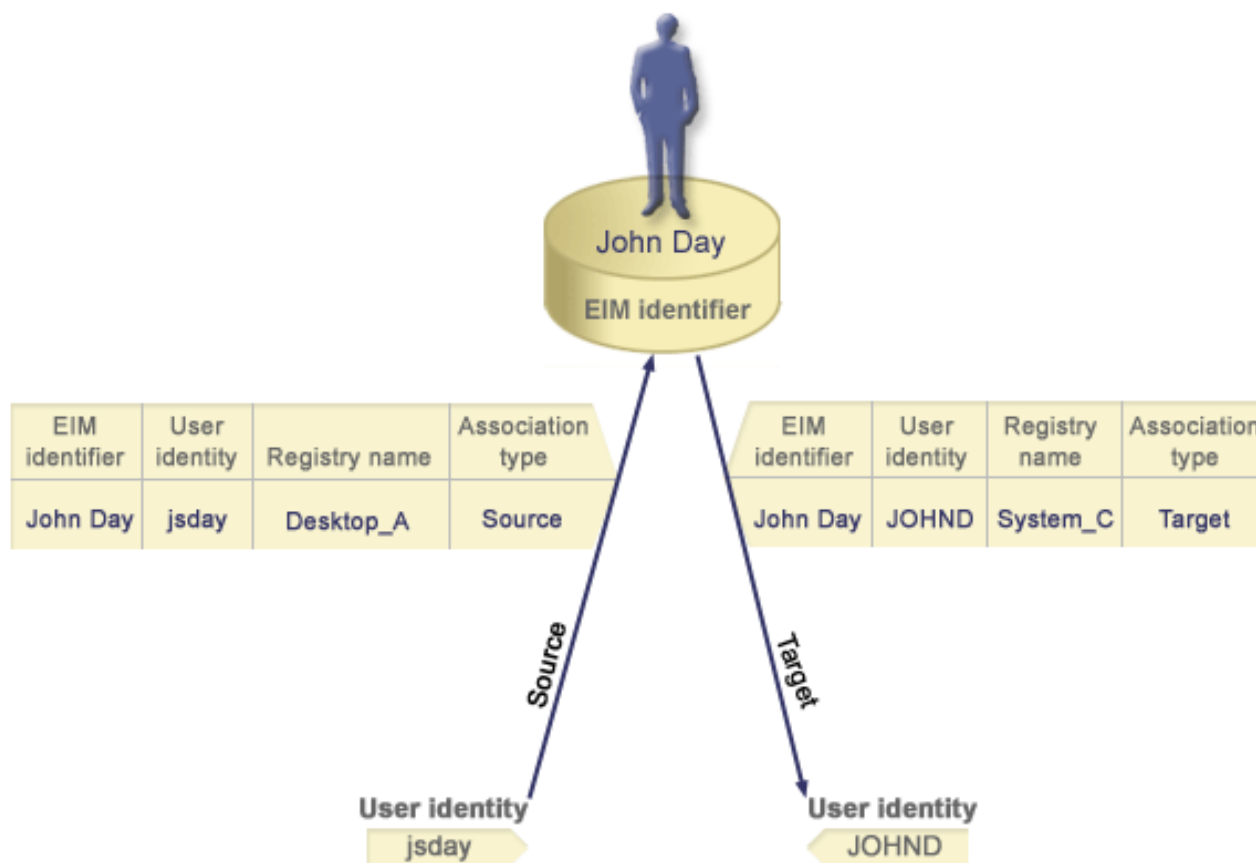 John Day
EIM identifier
EIM identifier User identity Registry name Association type
John Day jsday Desktop_A Source
EIM identifier User identity Registry name Association type
John Day JOHND System_C Target
Source
Target
User identity
jsday
User identity
JOHND